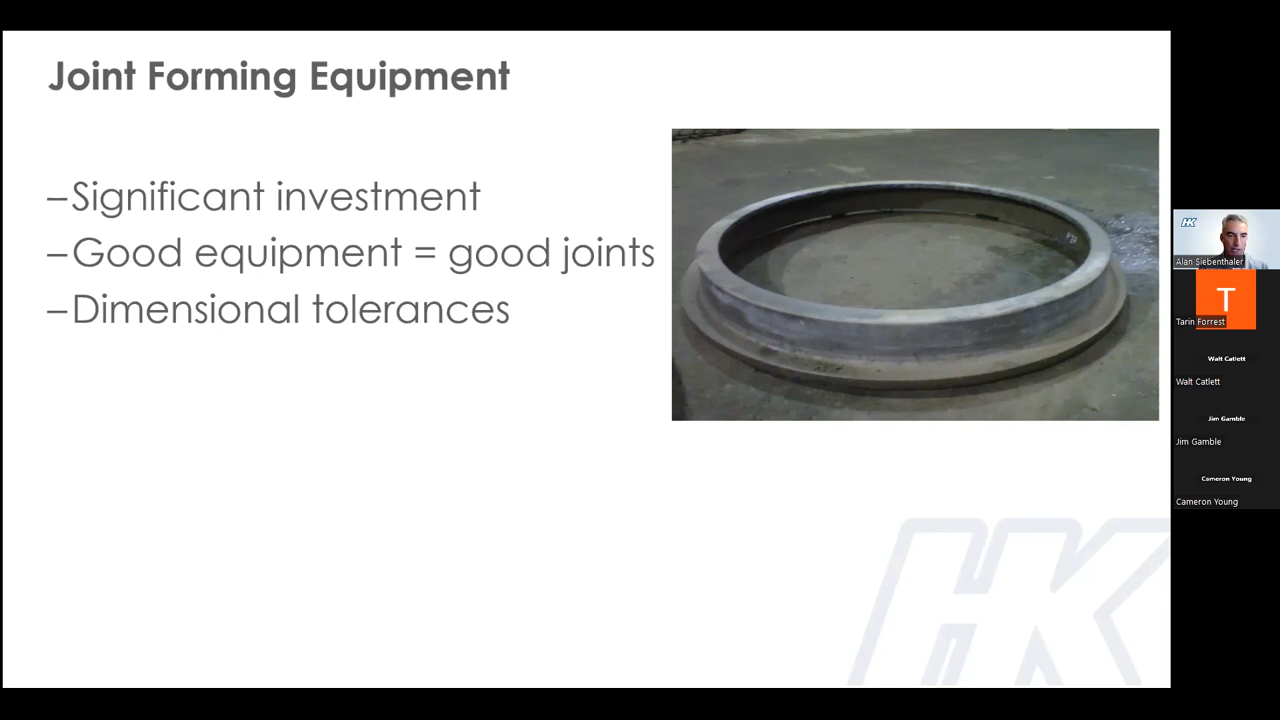 Joint Forming Equipment
–Significant investment
–Good equipment = good joints
–Dimensional tolerances
HK
HK
Alan Siebenthaler
T
Tarin Forrest
Walt Catlett
Walt Catlett
Jim Gamble
Jim Gamble
Cameron Young
Cameron Young